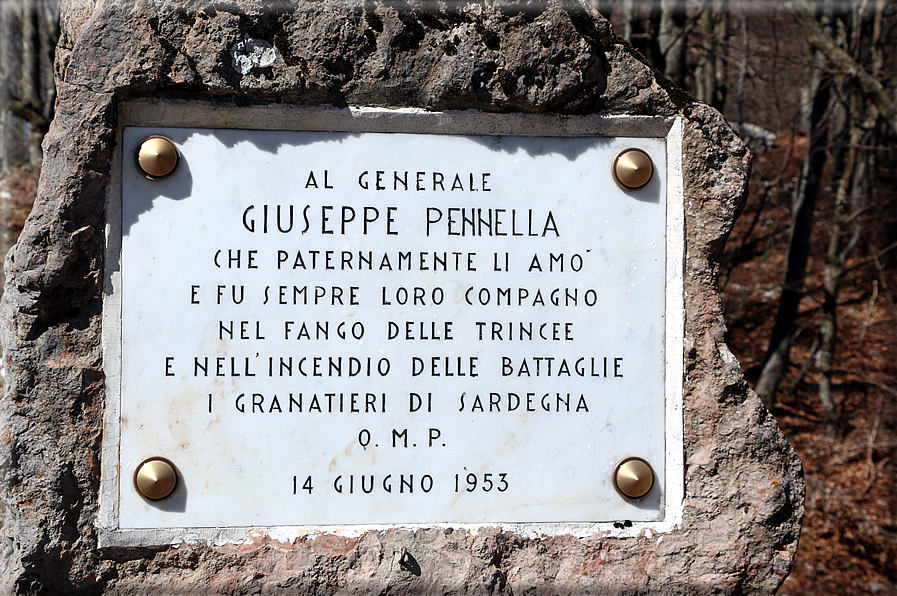 AL GENERALE
GIUSEPPE PENNELLA
CHE PATERNAMENTE LI AMO`
E FU SEMPRE LORO COMPAGNO
NEL FANGO DELLE TRINCEE
E NELL'INCENDIO DELLE BATTAGLIE
I GRANATIERI DI SARDEGNA
Q. M. P.
14 GIUGNO 1953